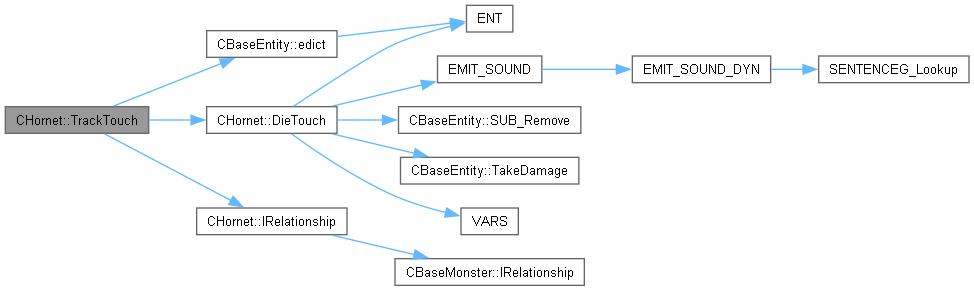 CHornet::TrackTouch
CBaseEntity::edict
CHornet::DieTouch
CHornet::IRelationship
ENT
EMIT_SOUND
CBaseEntity::SUB_Remove
CBaseEntity::TakeDamage
VARS
CBaseMonster::IRelationship
EMIT_SOUND_DYN
SENTENCEG_Lookup